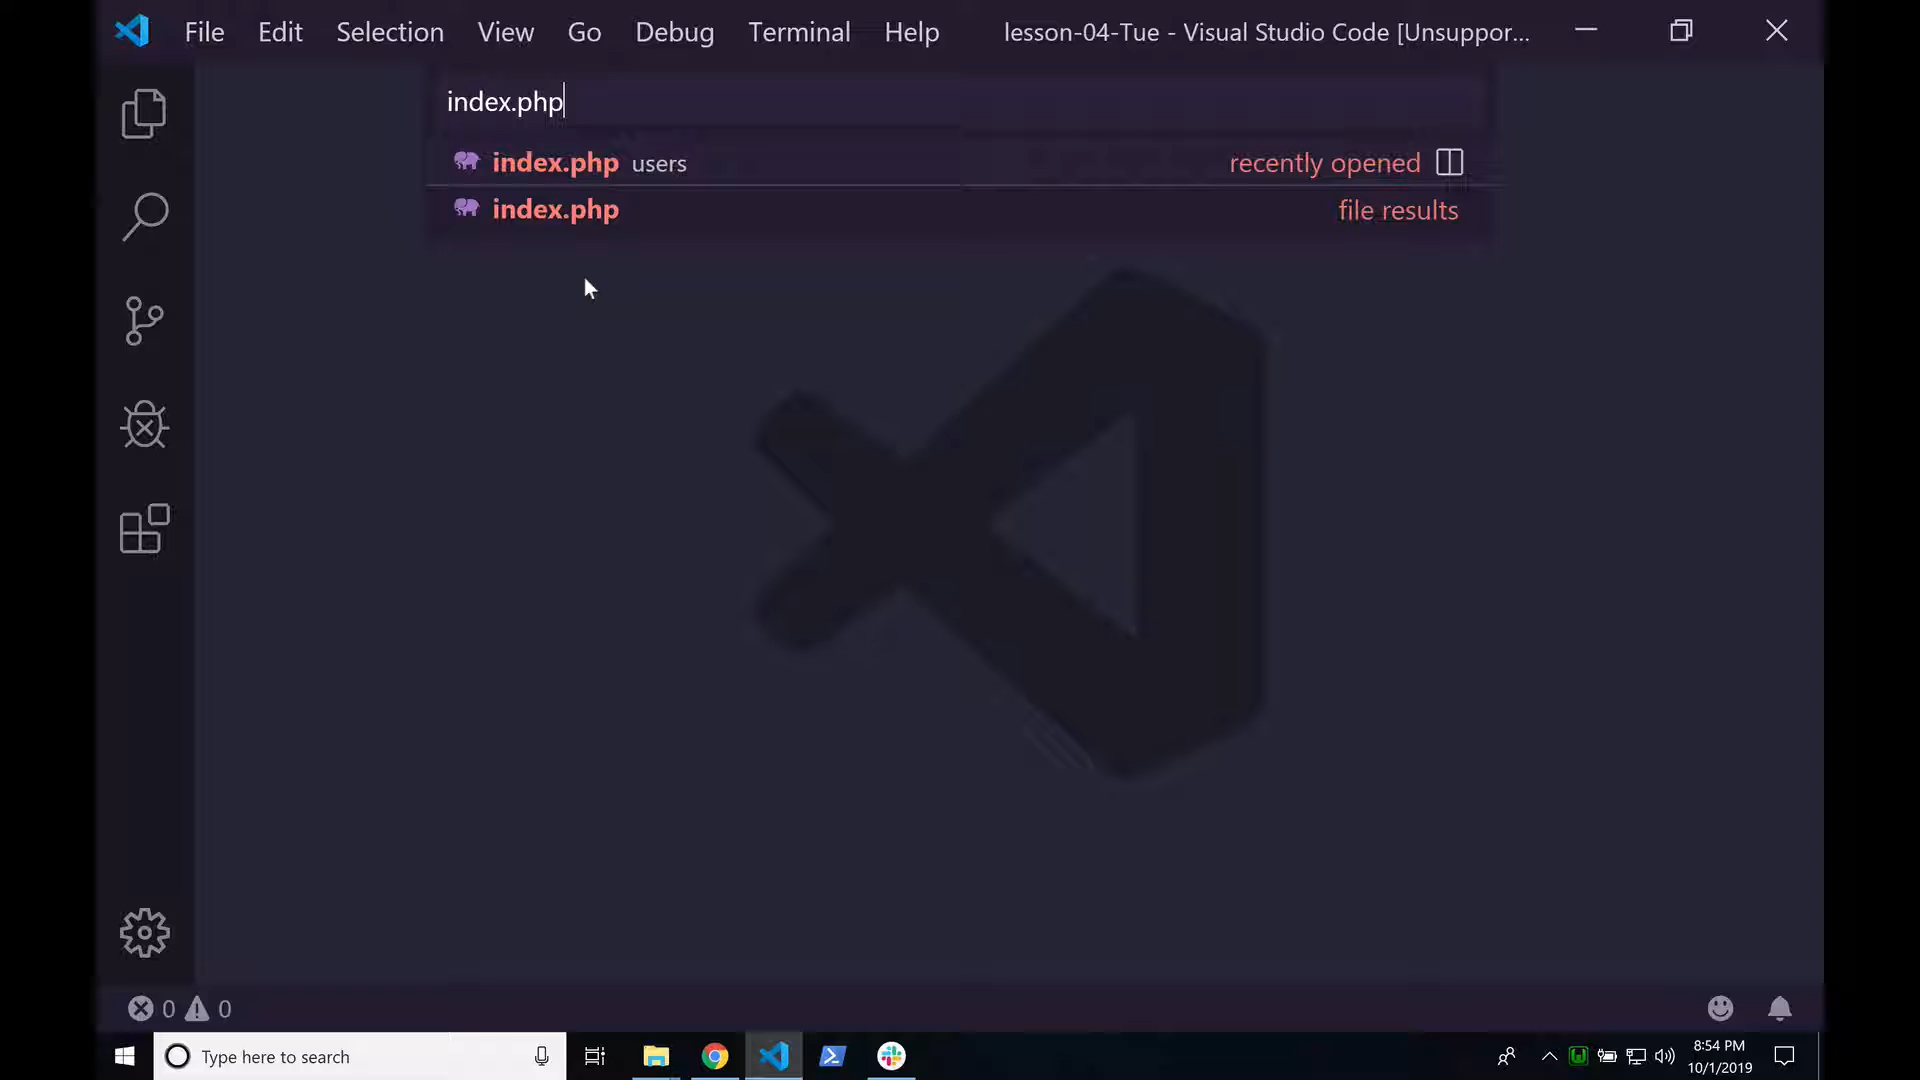 File Edit Selection View Go Debug Terminal Help lesson-04-Tue - Visual Studio Code [Unsuppor...
index.php
index.php users recently opened
index.php file results
0 0
Type here to search
8:54 PM
10/1/2019